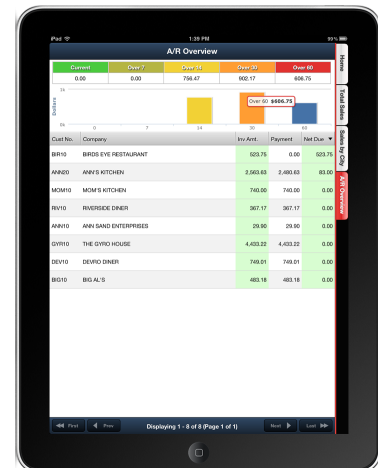 iPad 1:39 PM 99%
A/R Overview
Current Over 7 Over 14 Over 30 Over 60
0.00 0.00 756.47 902.17 606.75
1k
Dollars
0k
Over 60 $606.75
0 7 14 30 60
Cust No. Company Inv Amt. Payment Net Due ▼
BIR10 BIRDS EYE RESTAURANT 523.75 0.00 523.75
ANN20 ANN'S KITCHEN 2,563.63 2,480.63 83.00
MOM10 MOM'S KITCHEN 740.00 740.00 0.00
RIV10 RIVERSIDE DINER 367.17 367.17 0.00
ANN10 ANN SAND ENTERPRISES 29.90 29.90 0.00
GYR10 THE GYRO HOUSE 4,433.22 4,433.22 0.00
DEV10 DEVRO DINER 749.01 749.01 0.00
BIG10 BIG AL'S 483.18 483.18 0.00
First Prev Displaying 1 - 8 of 8 (Page 1 of 1) Next Last
Home
Total Sales
Sales by City
A/R Overview